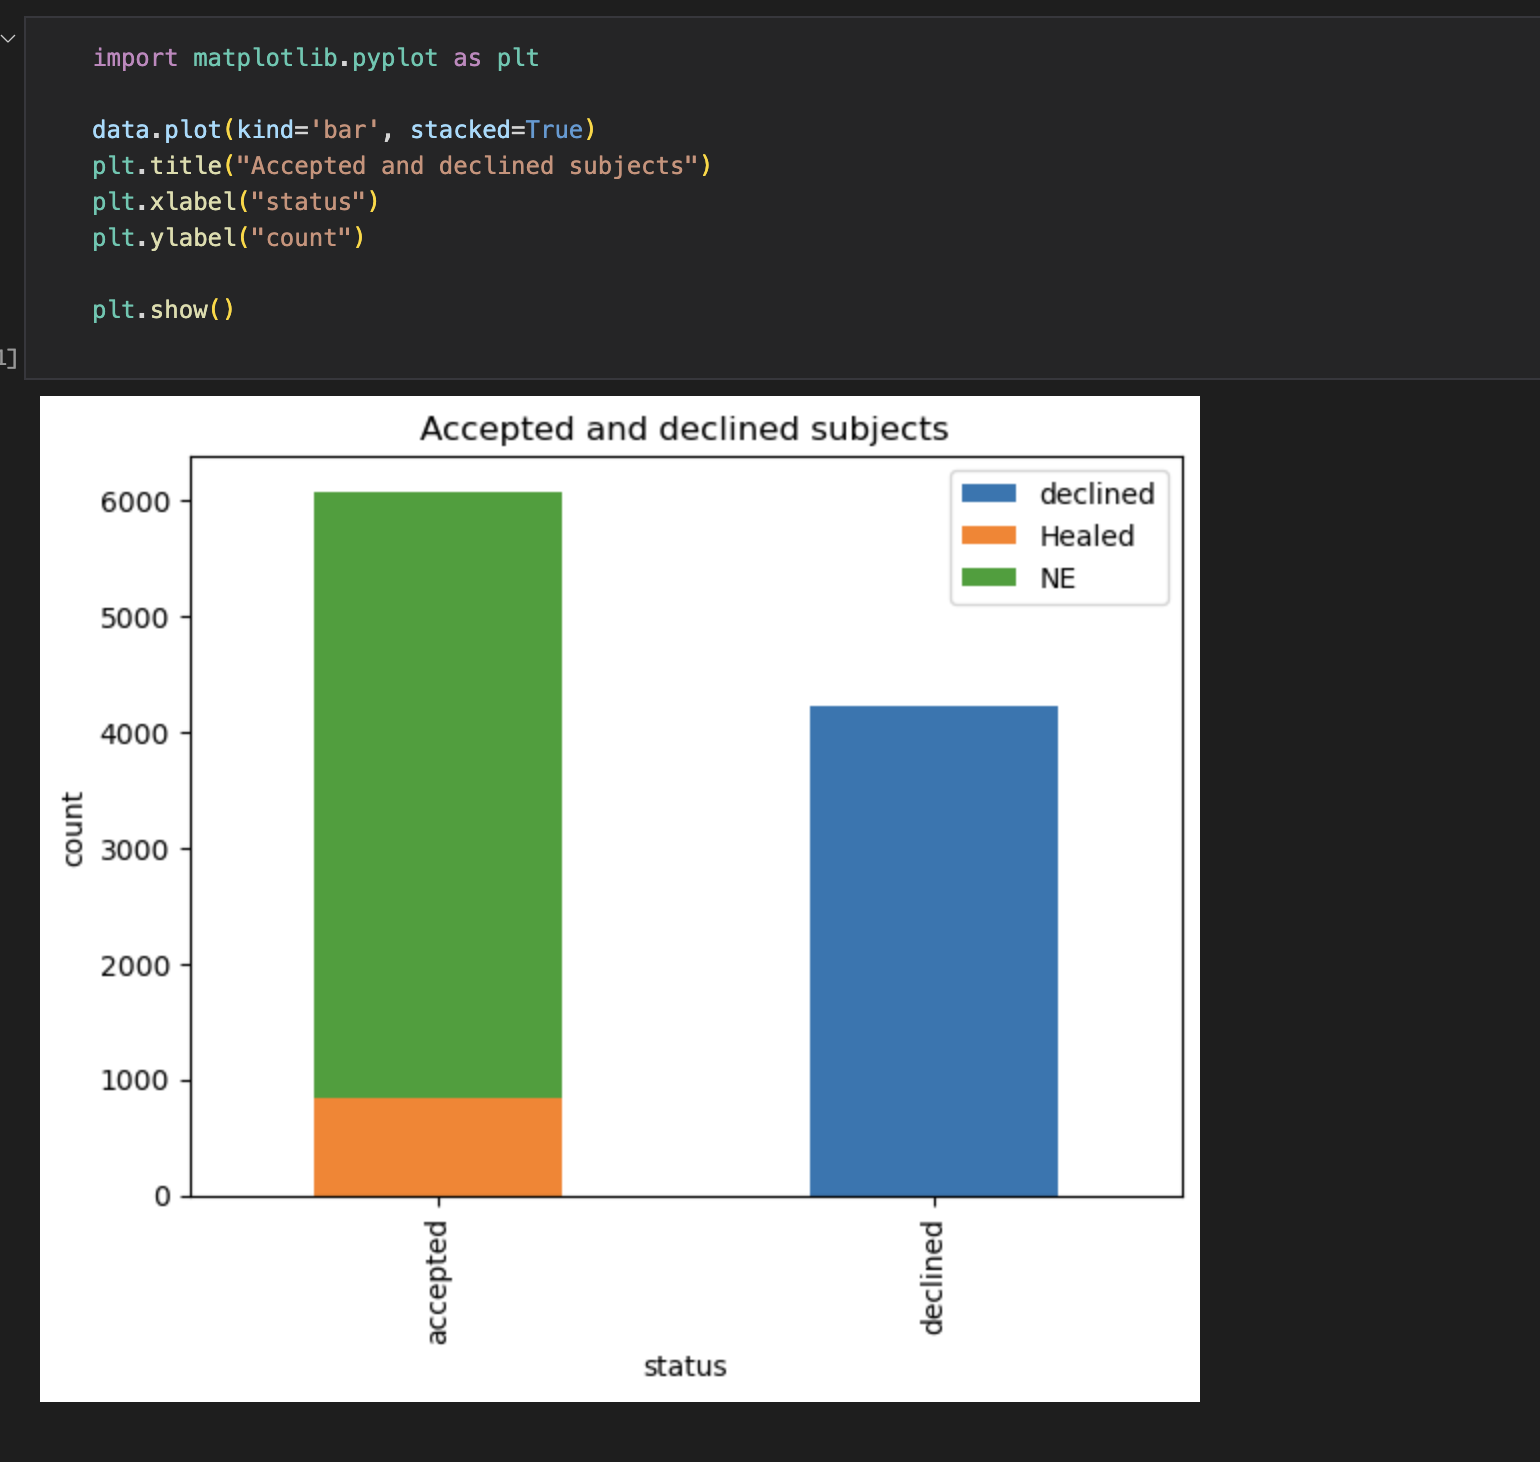 import matplotlib.pyplot as plt
data.plot(kind='bar', stacked=True)
plt.title("Accepted and declined subjects")
plt.xlabel("status")
plt.ylabel("count")
plt.show()
Accepted and declined subjects
declined
Healed
NE
6000
5000
4000
3000
2000
1000
0
count
accepted
declined
status